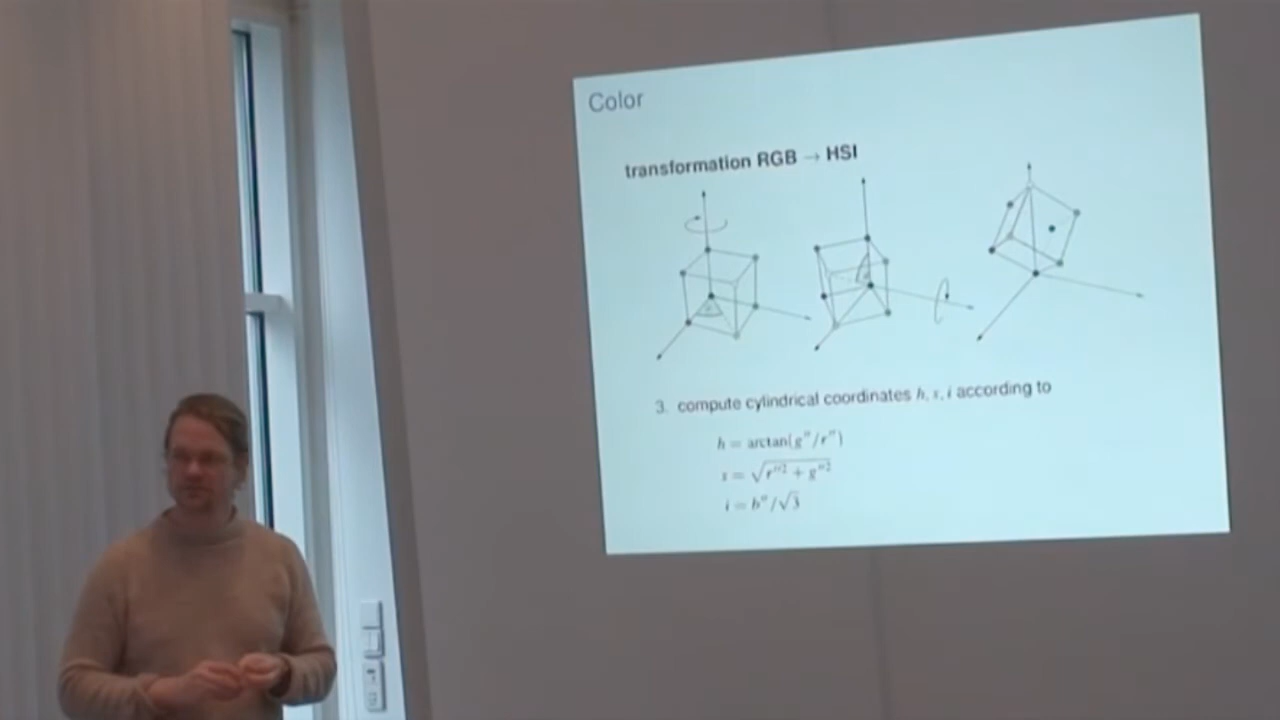 Color
transformation RGB → HSI
3. compute cylindrical coordinates h, s, i according to
h = arctan(g″/r″)
s = √(r″² + g″²)
i = b″/√3